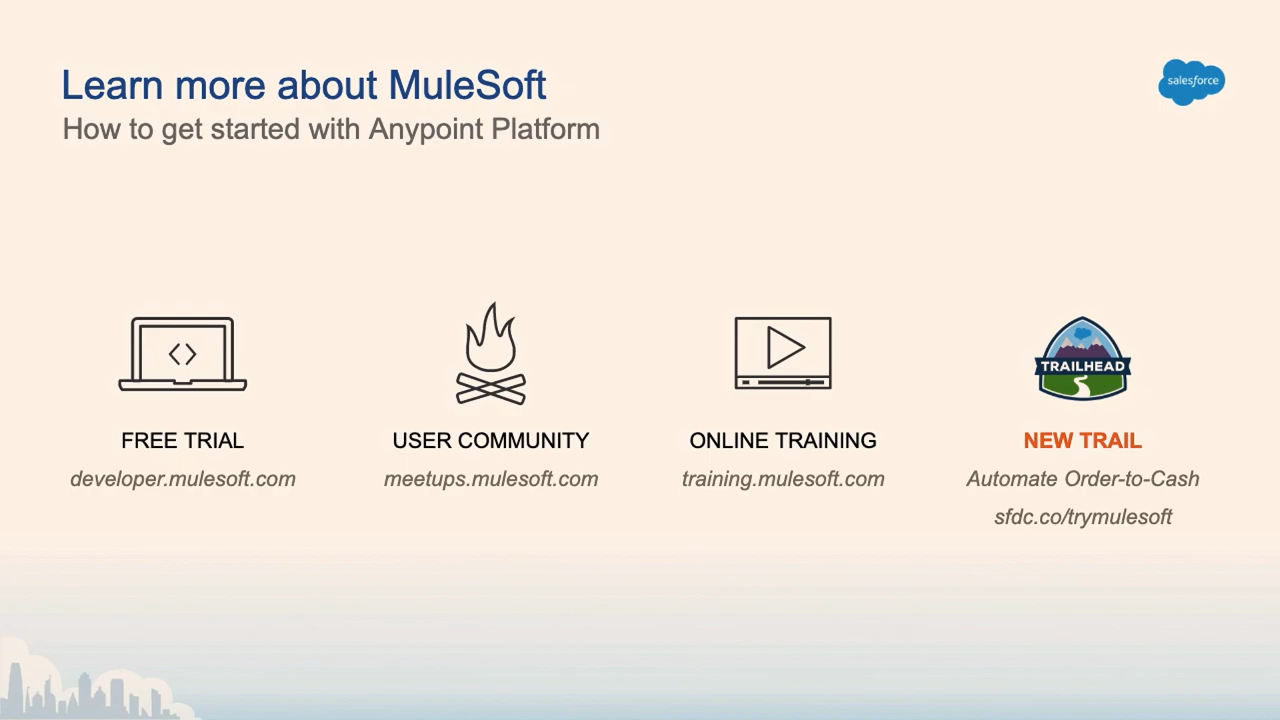 Learn more about MuleSoft
How to get started with Anypoint Platform
salesforce
FREE TRIAL
developer.mulesoft.com
USER COMMUNITY
meetups.mulesoft.com
ONLINE TRAINING
training.mulesoft.com
TRAILHEAD
NEW TRAIL
Automate Order-to-Cash
sfdc.co/trymulesoft